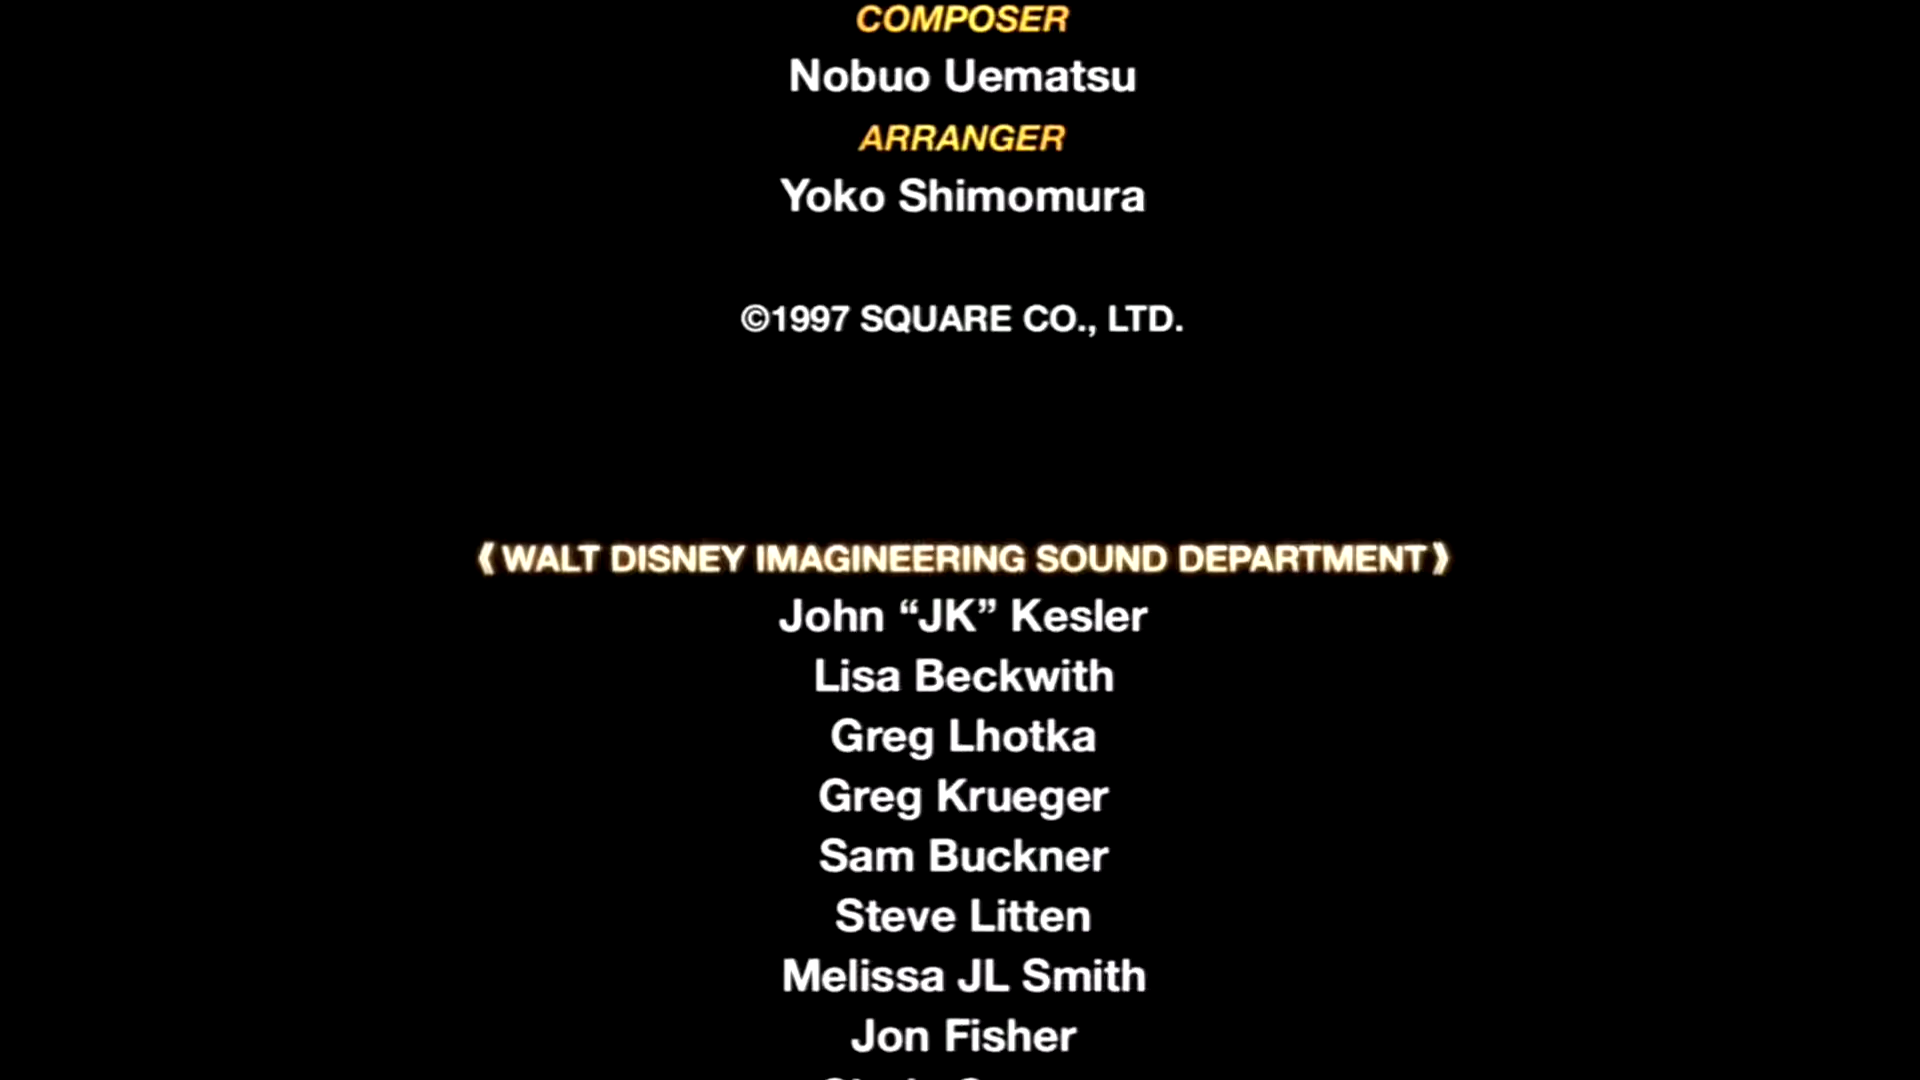 COMPOSER
Nobuo Uematsu
ARRANGER
Yoko Shimomura
©1997 SQUARE CO., LTD.
⟪WALT DISNEY IMAGINEERING SOUND DEPARTMENT⟫
John “JK” Kesler
Lisa Beckwith
Greg Lhotka
Greg Krueger
Sam Buckner
Steve Litten
Melissa JL Smith
Jon Fisher